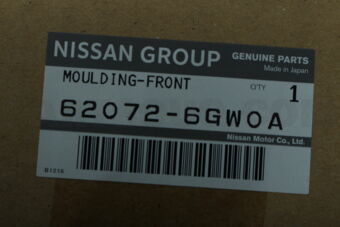 NISSAN GROUP GENUINE PARTS
Made in Japan
MOULDING-FRONT Q'TY 1
62072-6GW0A
Nissan Motor Co., Ltd.
B1216